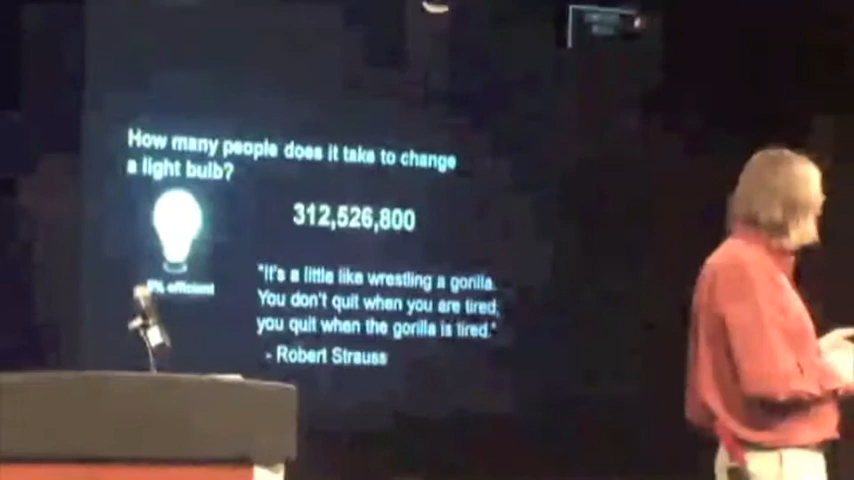 How many people does it take to change
a light bulb?
312,526,800
% efficient
"It's a little like wrestling a gorilla.
You don't quit when you are tired,
you quit when the gorilla is tired."
- Robert Strauss